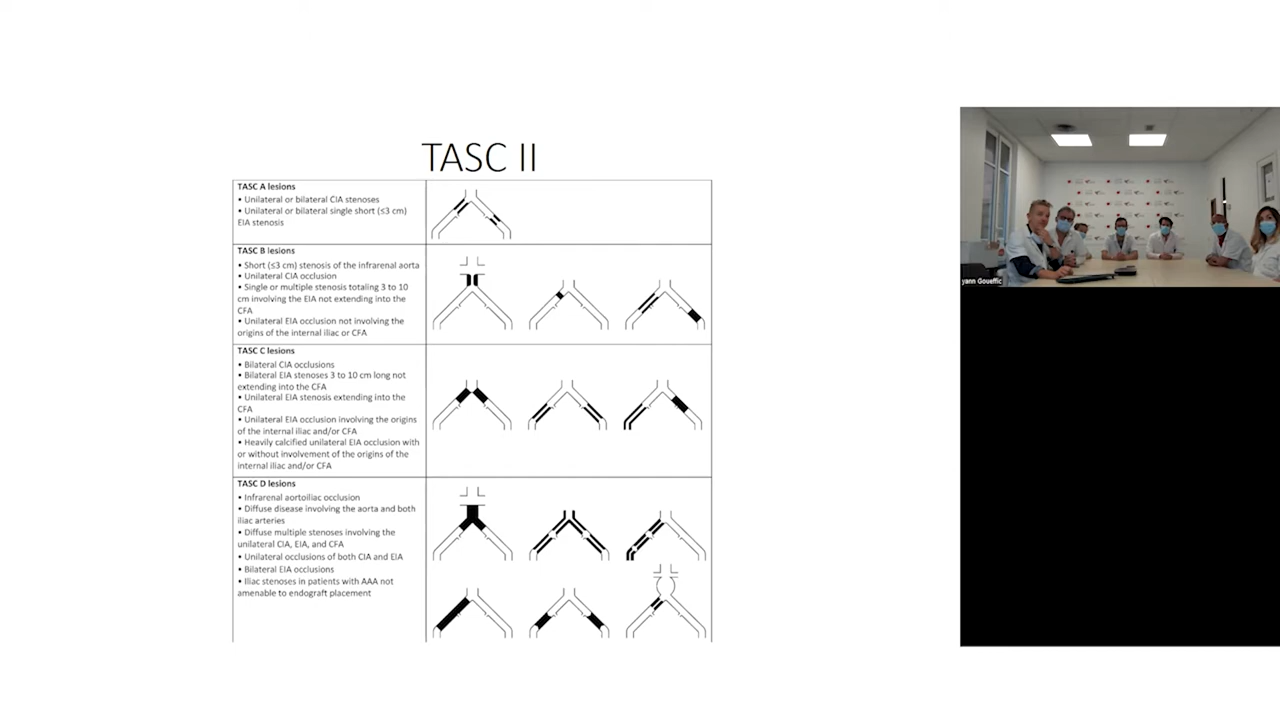 TASC II
TASC A lesions
• Unilateral or bilateral CIA stenoses
• Unilateral or bilateral single short (≤3 cm)
EIA stenosis
TASC B lesions
• Short (≤3 cm) stenosis of the infrarenal aorta
• Unilateral CIA occlusion
• Single or multiple stenosis totaling 3 to 10
cm involving the EIA not extending into the
CFA
• Unilateral EIA occlusion not involving the
origins of the internal iliac or CFA
TASC C lesions
• Bilateral CIA occlusions
• Bilateral EIA stenoses 3 to 10 cm long not
extending into the CFA
• Unilateral EIA stenosis extending into the
CFA
• Unilateral EIA occlusion involving the origins
of the internal iliac and/or CFA
• Heavily calcified unilateral EIA occlusion with
or without involvement of the origins of the
internal iliac and/or CFA
TASC D lesions
• Infrarenal aortoiliac occlusion
• Diffuse disease involving the aorta and both
iliac arteries
• Diffuse multiple stenoses involving the
unilateral CIA, EIA, and CFA
• Unilateral occlusions of both CIA and EIA
• Bilateral EIA occlusions
• Iliac stenoses in patients with AAA not
amenable to endograft placement
yann Goueffic